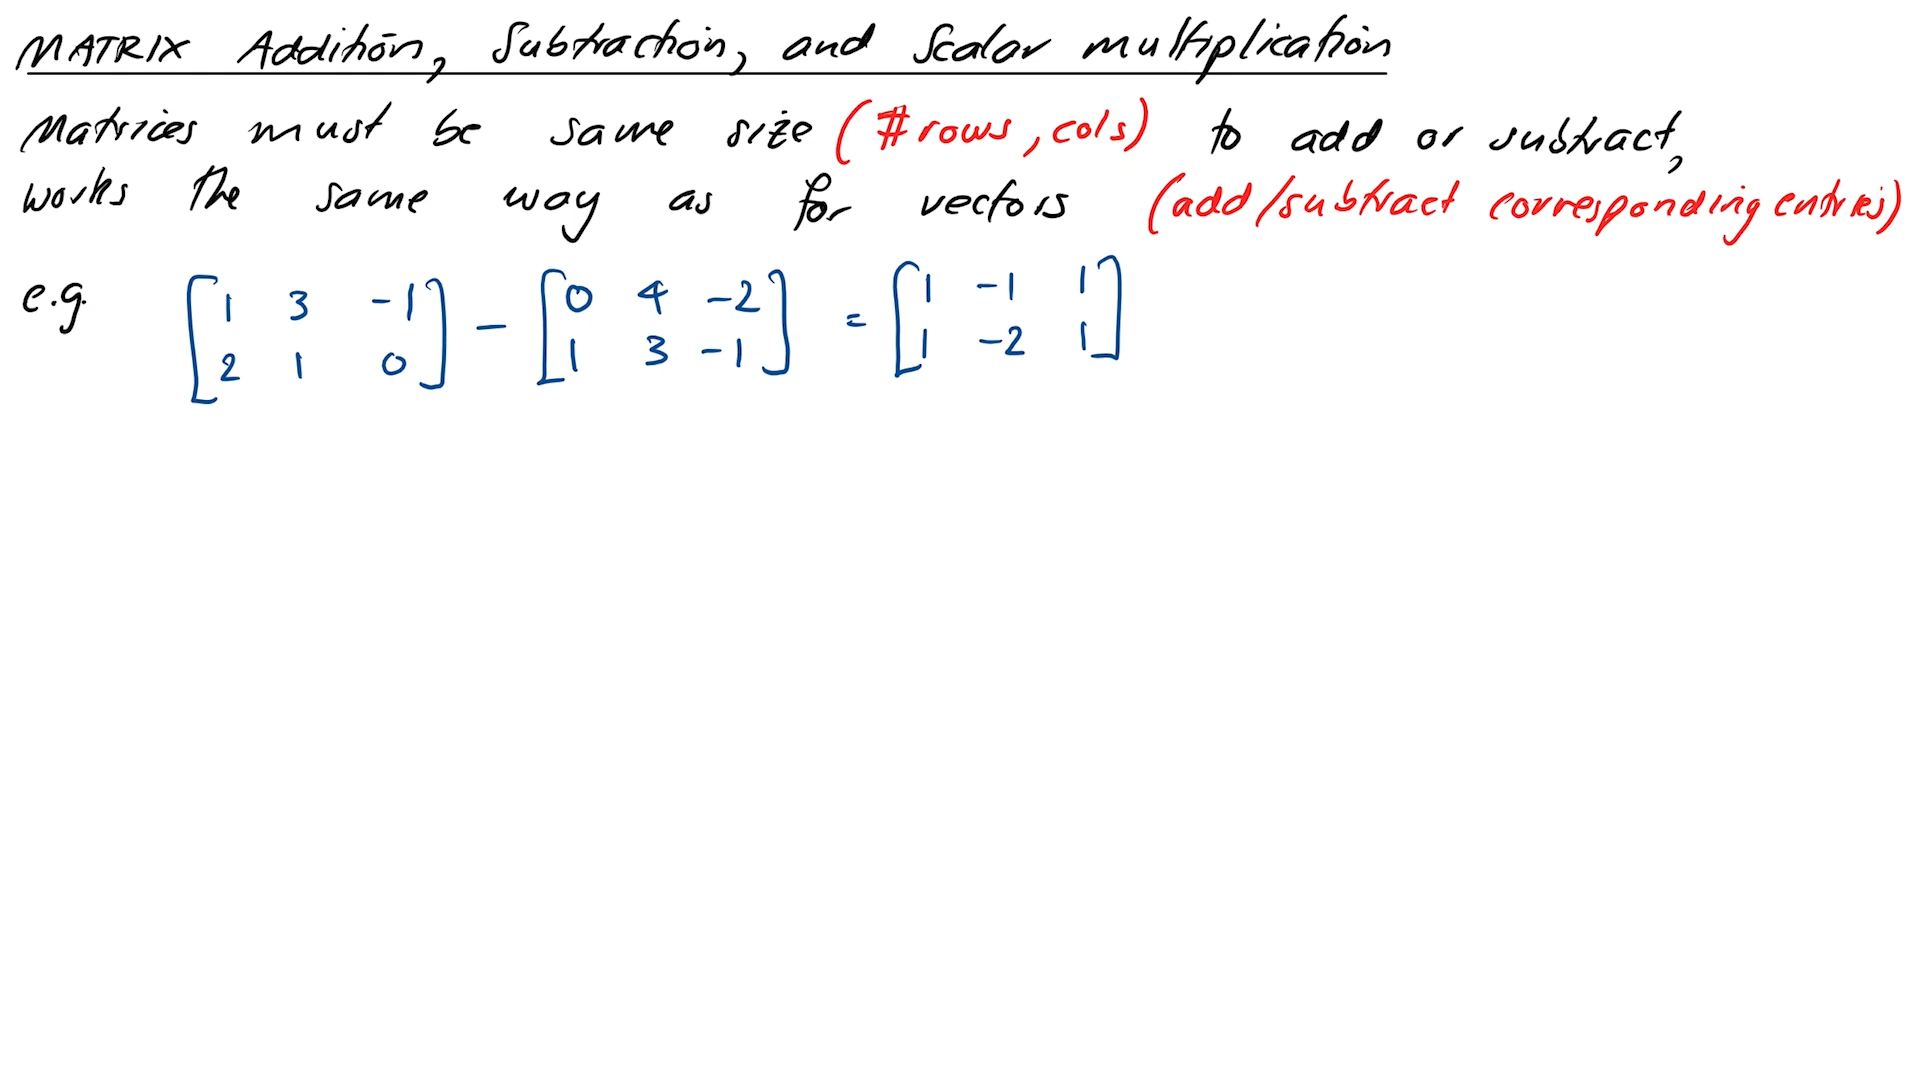 MATRIX Addition, Subtraction, and Scalar multiplication
Matrices must be same size (#rows, cols) to add or subtract,
works the same way as for vectors (add/subtract corresponding entries)
e.g. [1 3 -1; 2 1 0] - [0 4 -2; 1 3 -1] = [1 -1 1; 1 -2 1]